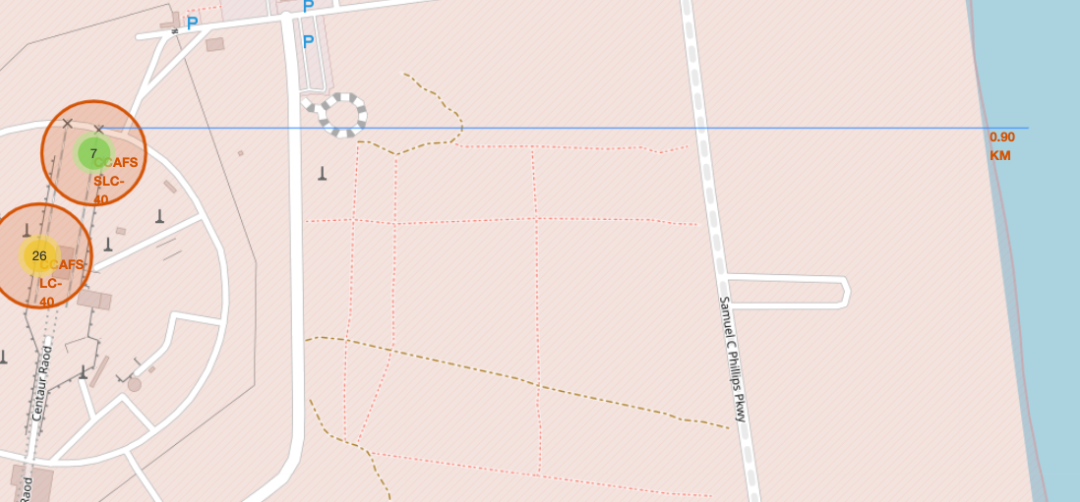 P
P
P
7
CCAFS
SLC-
40
0.90
KM
26
CCAFS
LC-
40
Samuel C Phillips Pkwy
Centaur Raod
Raod